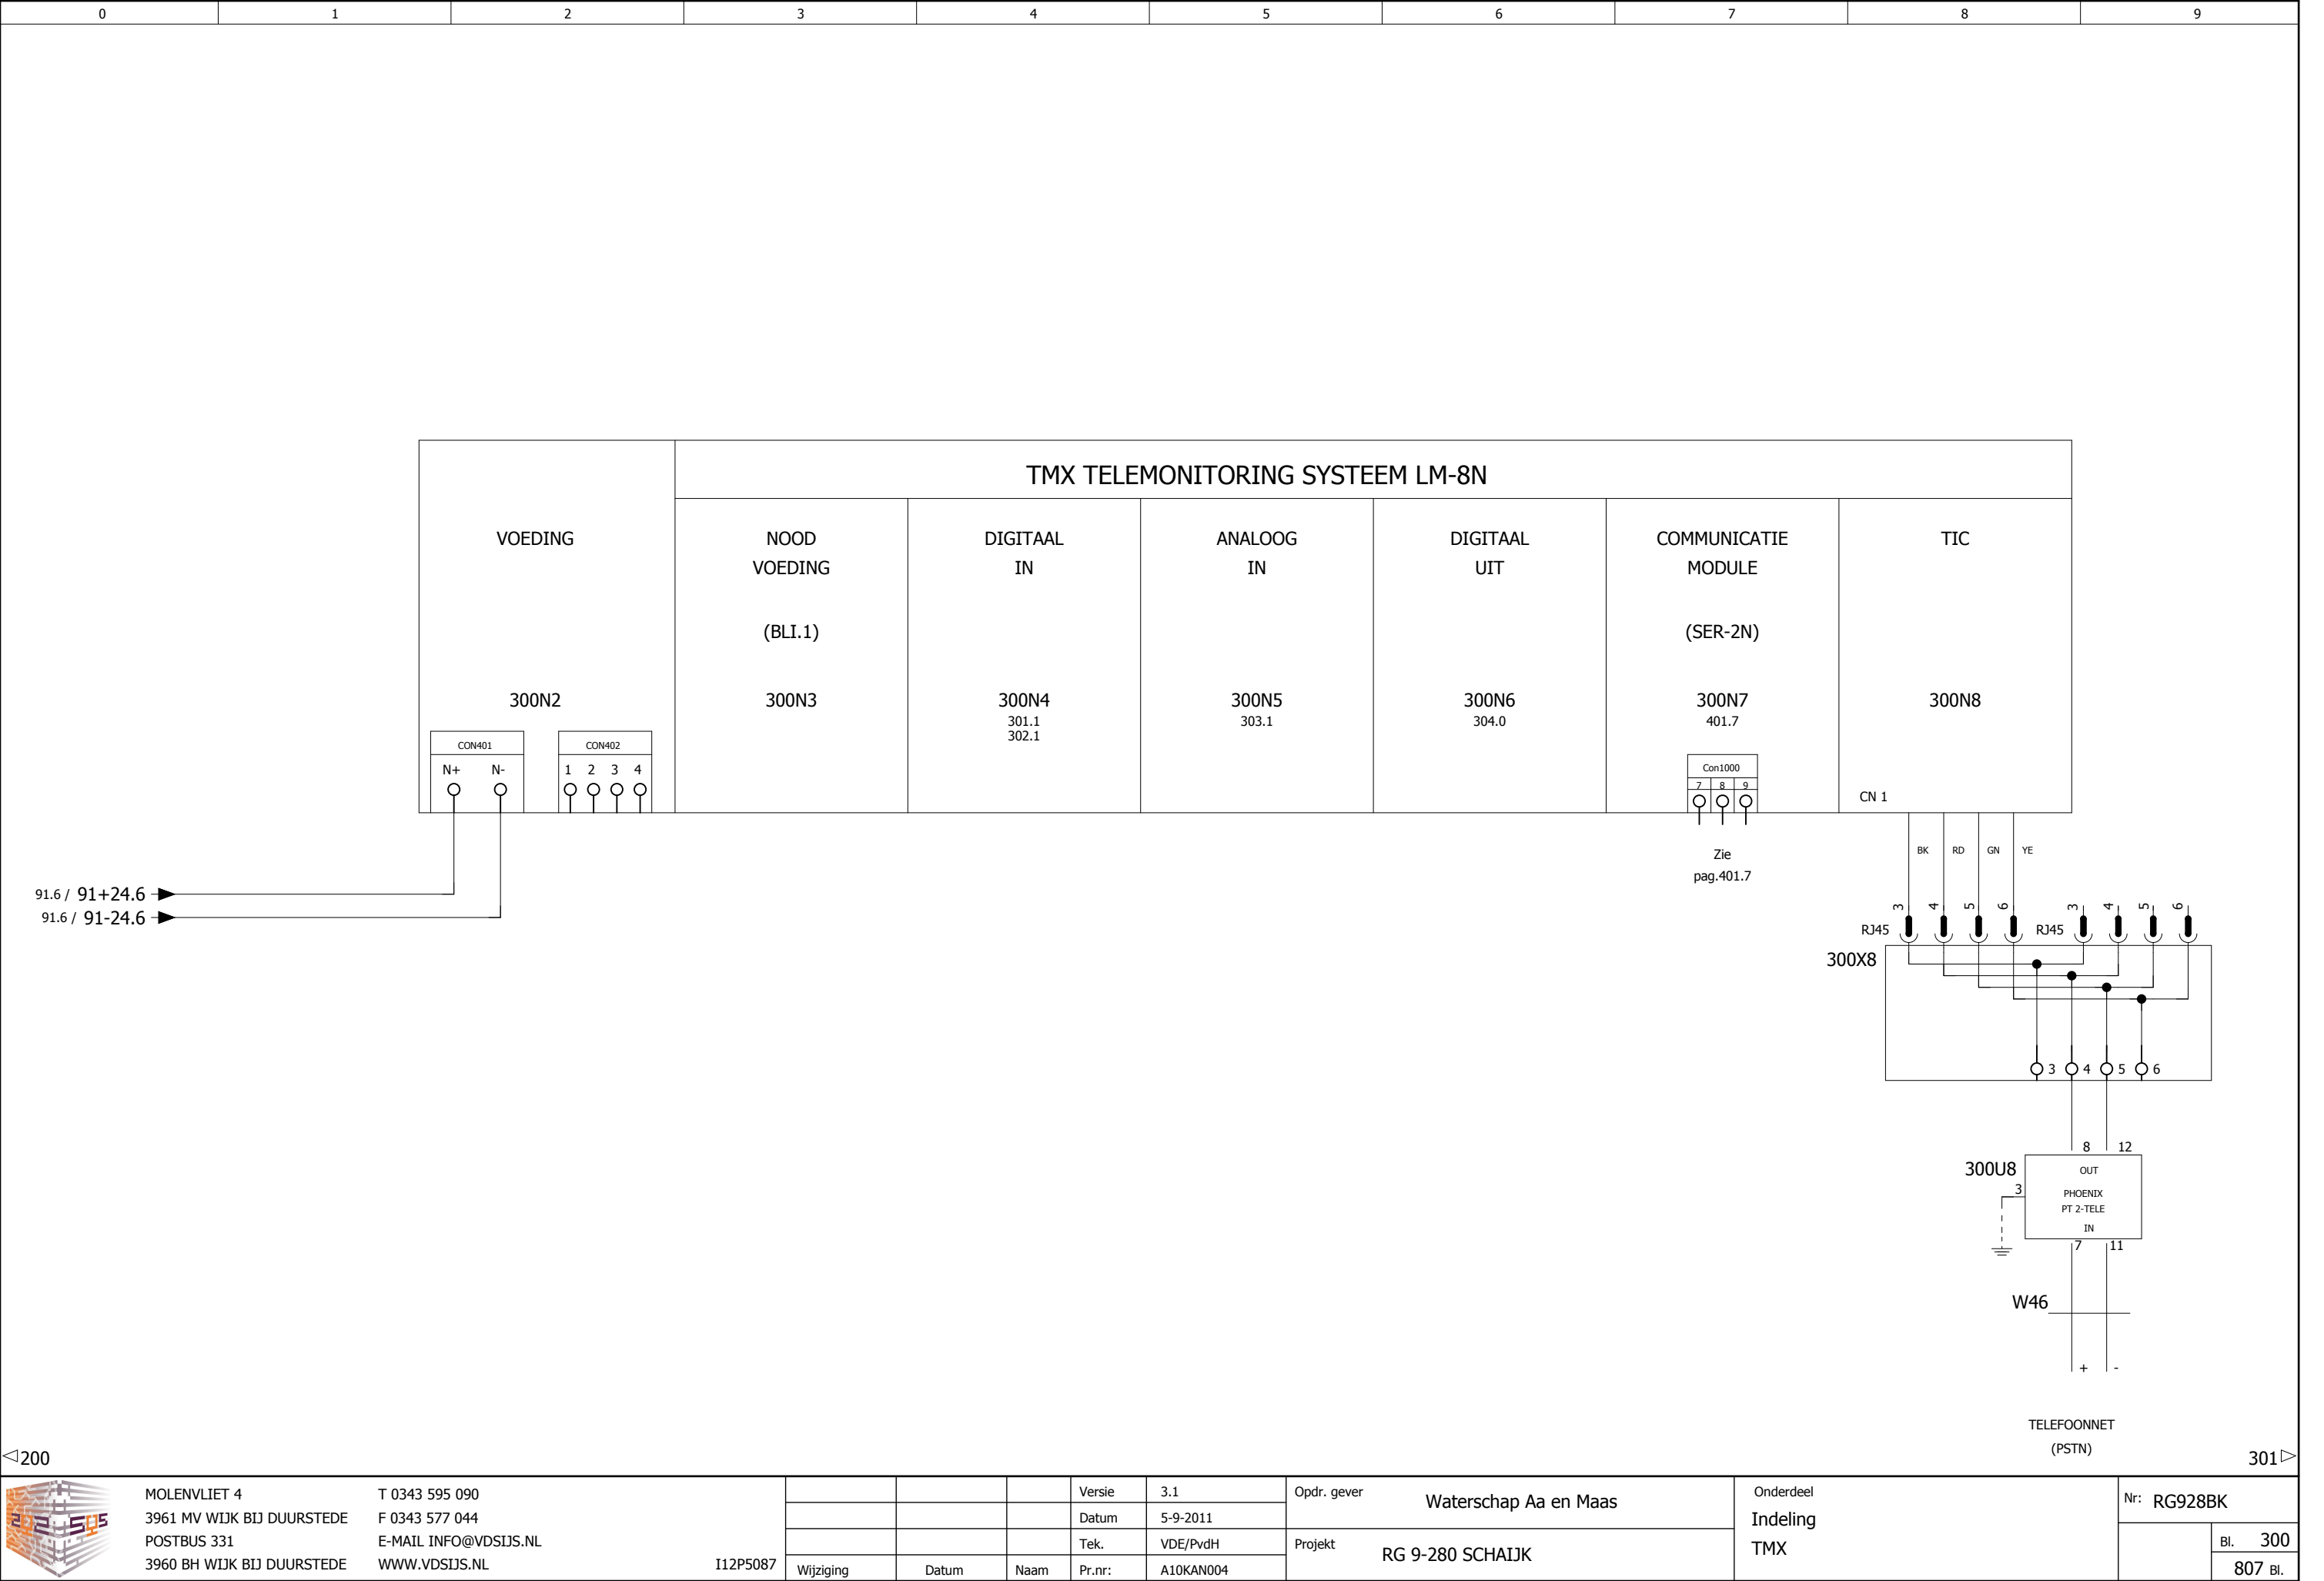 0 1 2 3 4 5 6 7 8 9
TMX TELEMONITORING SYSTEEM LM-8N
VOEDING
300N2
CON401
N+ N-
CON402
1 2 3 4
NOOD
VOEDING
(BLI.1)
300N3
DIGITAAL
IN
300N4
301.1
302.1
ANALOOG
IN
300N5
303.1
DIGITAAL
UIT
300N6
304.0
COMMUNICATIE
MODULE
(SER-2N)
300N7
401.7
Con1000
7 8 9
Zie
pag.401.7
TIC
300N8
CN 1
BK RD GN YE
91.6 / 91+24.6
91.6 / 91-24.6
3 4 5 6 3 4 5 6
RJ45 RJ45
300X8
3 4 5 6
8 12
300U8
OUT
3
PHOENIX
PT 2-TELE
IN
7 11
W46
+ -
TELEFOONNET
(PSTN)
200
301
MOLENVLIET 4
3961 MV WIJK BIJ DUURSTEDE
POSTBUS 331
3960 BH WIJK BIJ DUURSTEDE
T 0343 595 090
F 0343 577 044
E-MAIL INFO@VDSIJS.NL
WWW.VDSIJS.NL
I12P5087
Wijziging Datum Naam
Versie 3.1
Datum 5-9-2011
Tek. VDE/PvdH
Pr.nr: A10KAN004
Opdr. gever Waterschap Aa en Maas
Projekt RG 9-280 SCHAIJK
Onderdeel
Indeling
TMX
Nr: RG928BK
Bl. 300
807 Bl.